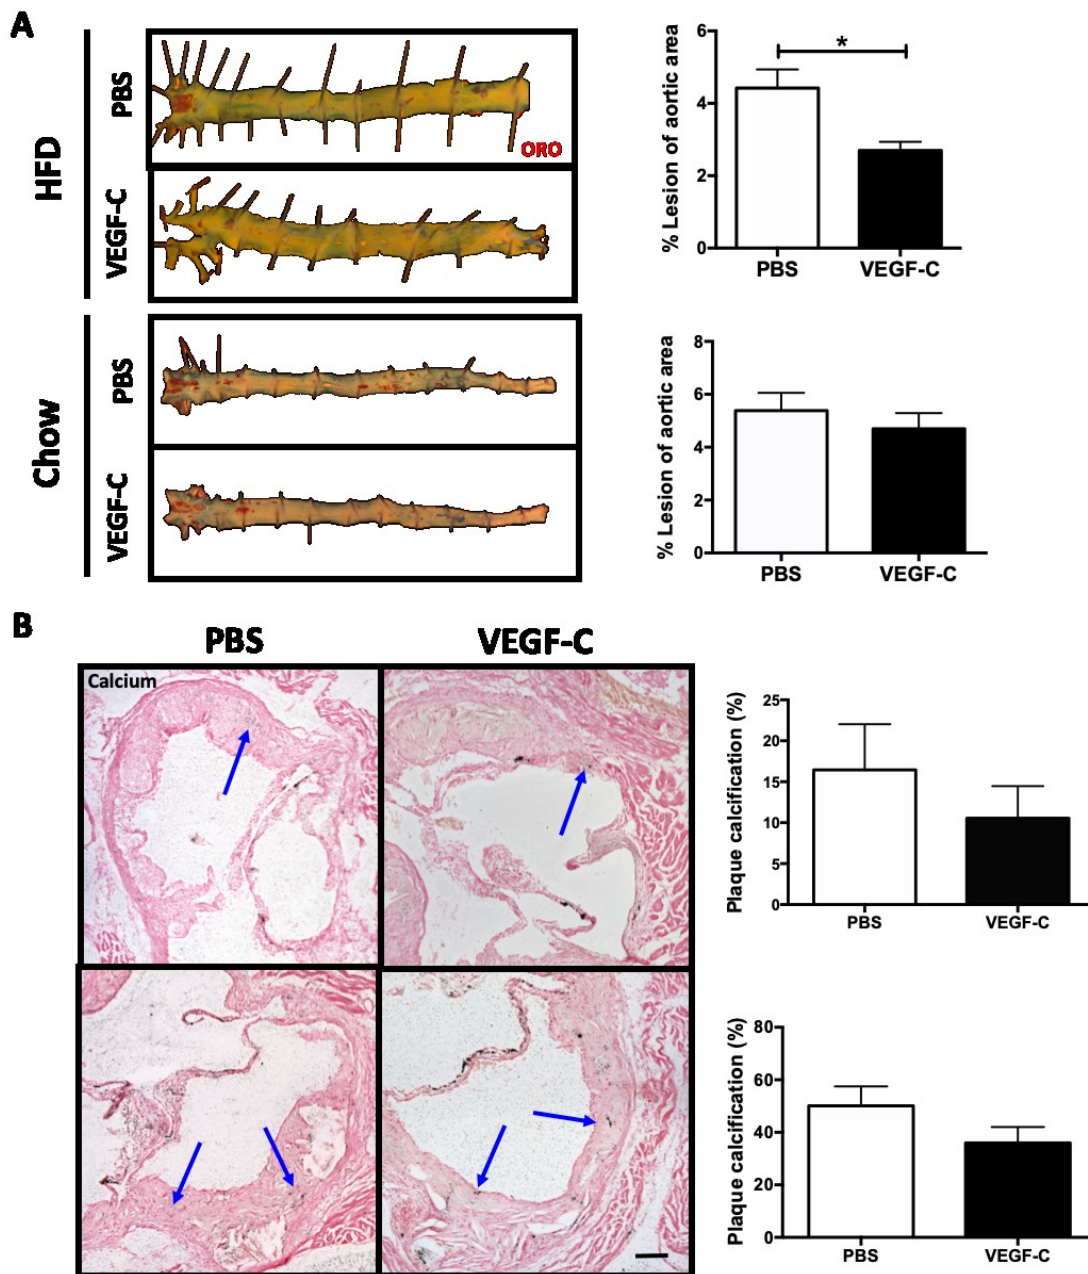 A
HFD
PBS
ORO
VEGF-C
% Lesion of aortic area
6
4
2
0
*
PBS
VEGF-C
Chow
PBS
VEGF-C
% Lesion of aortic area
8
6
4
2
0
PBS
VEGF-C
B
PBS
VEGF-C
Calcium
Plaque calcification (%)
25
20
15
10
5
0
PBS
VEGF-C
Plaque calcification (%)
80
60
40
20
0
PBS
VEGF-C